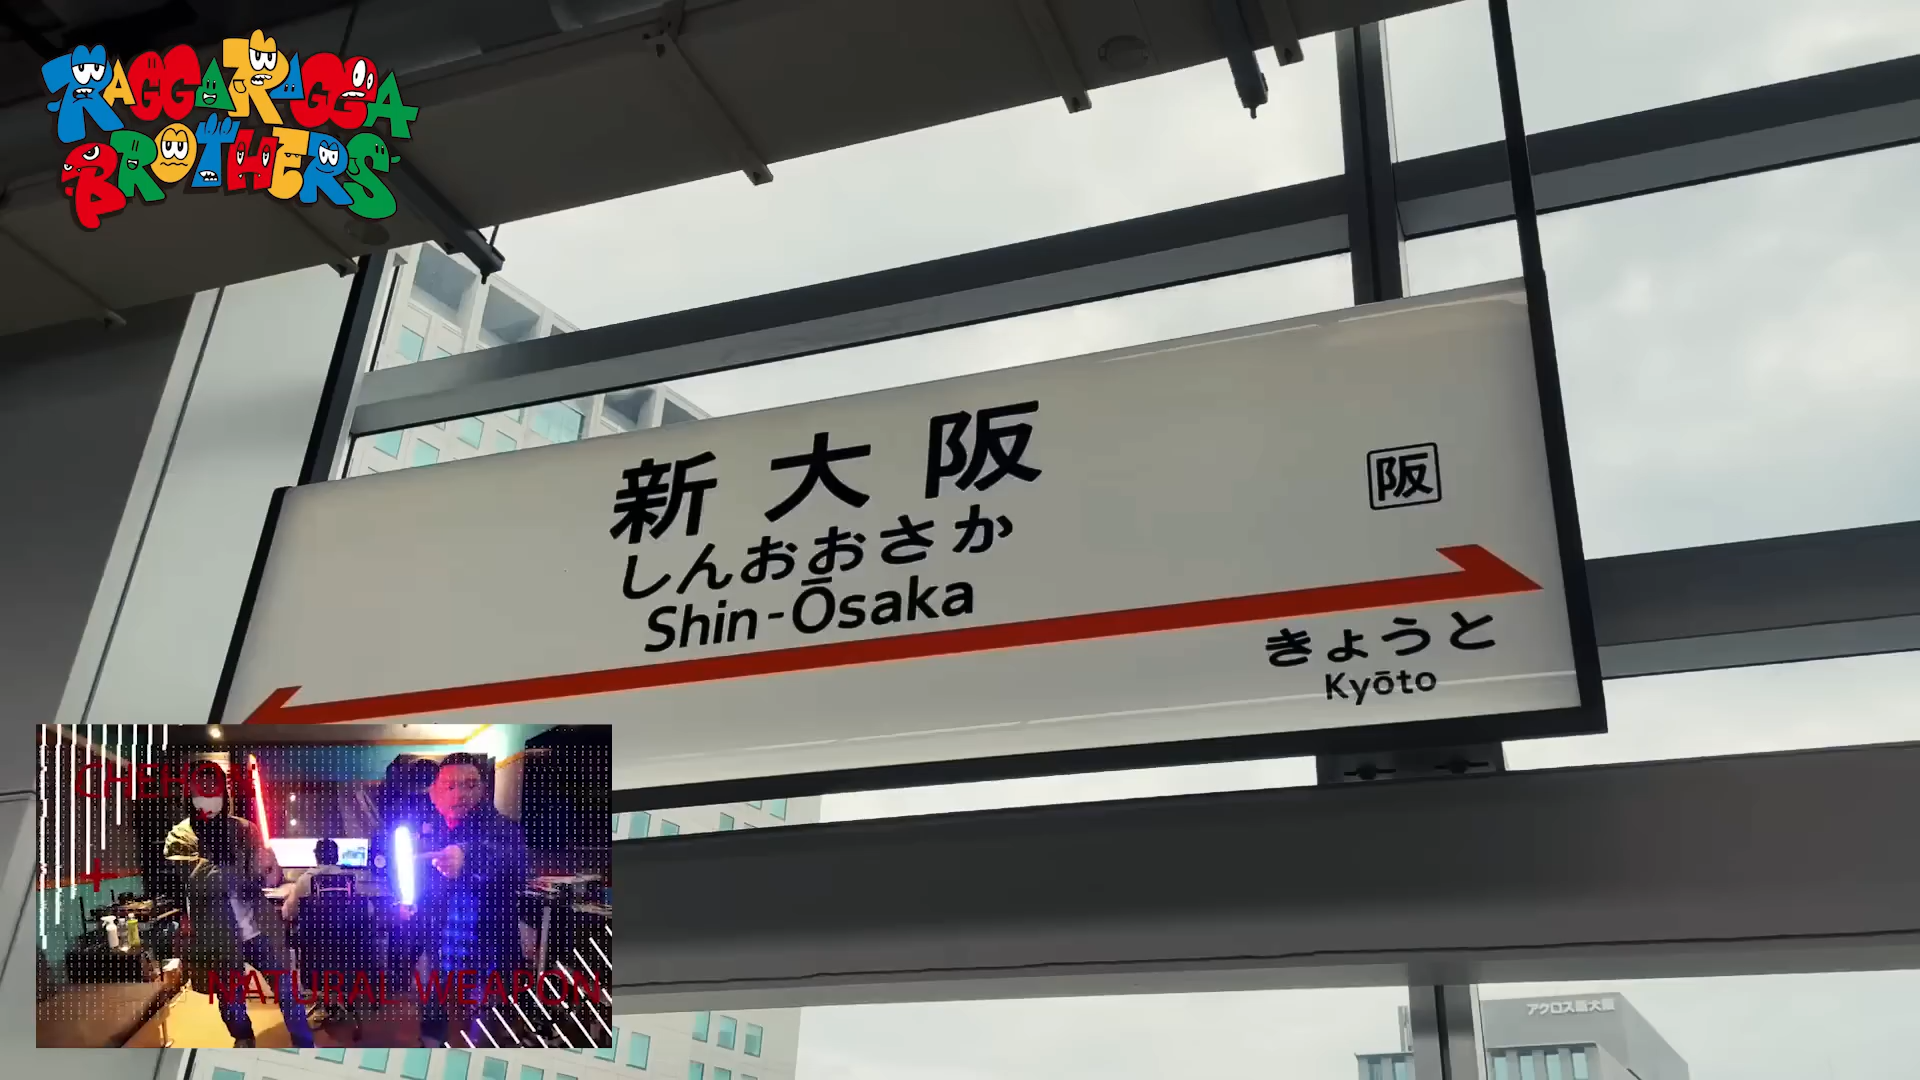 RAGGARAGGA
BROTHERS
新大阪
阪
しんおおさか
Shin-Ōsaka
きょうと
Kyōto
CHEHON
+
NATURAL WEAPON
アクロス新大阪